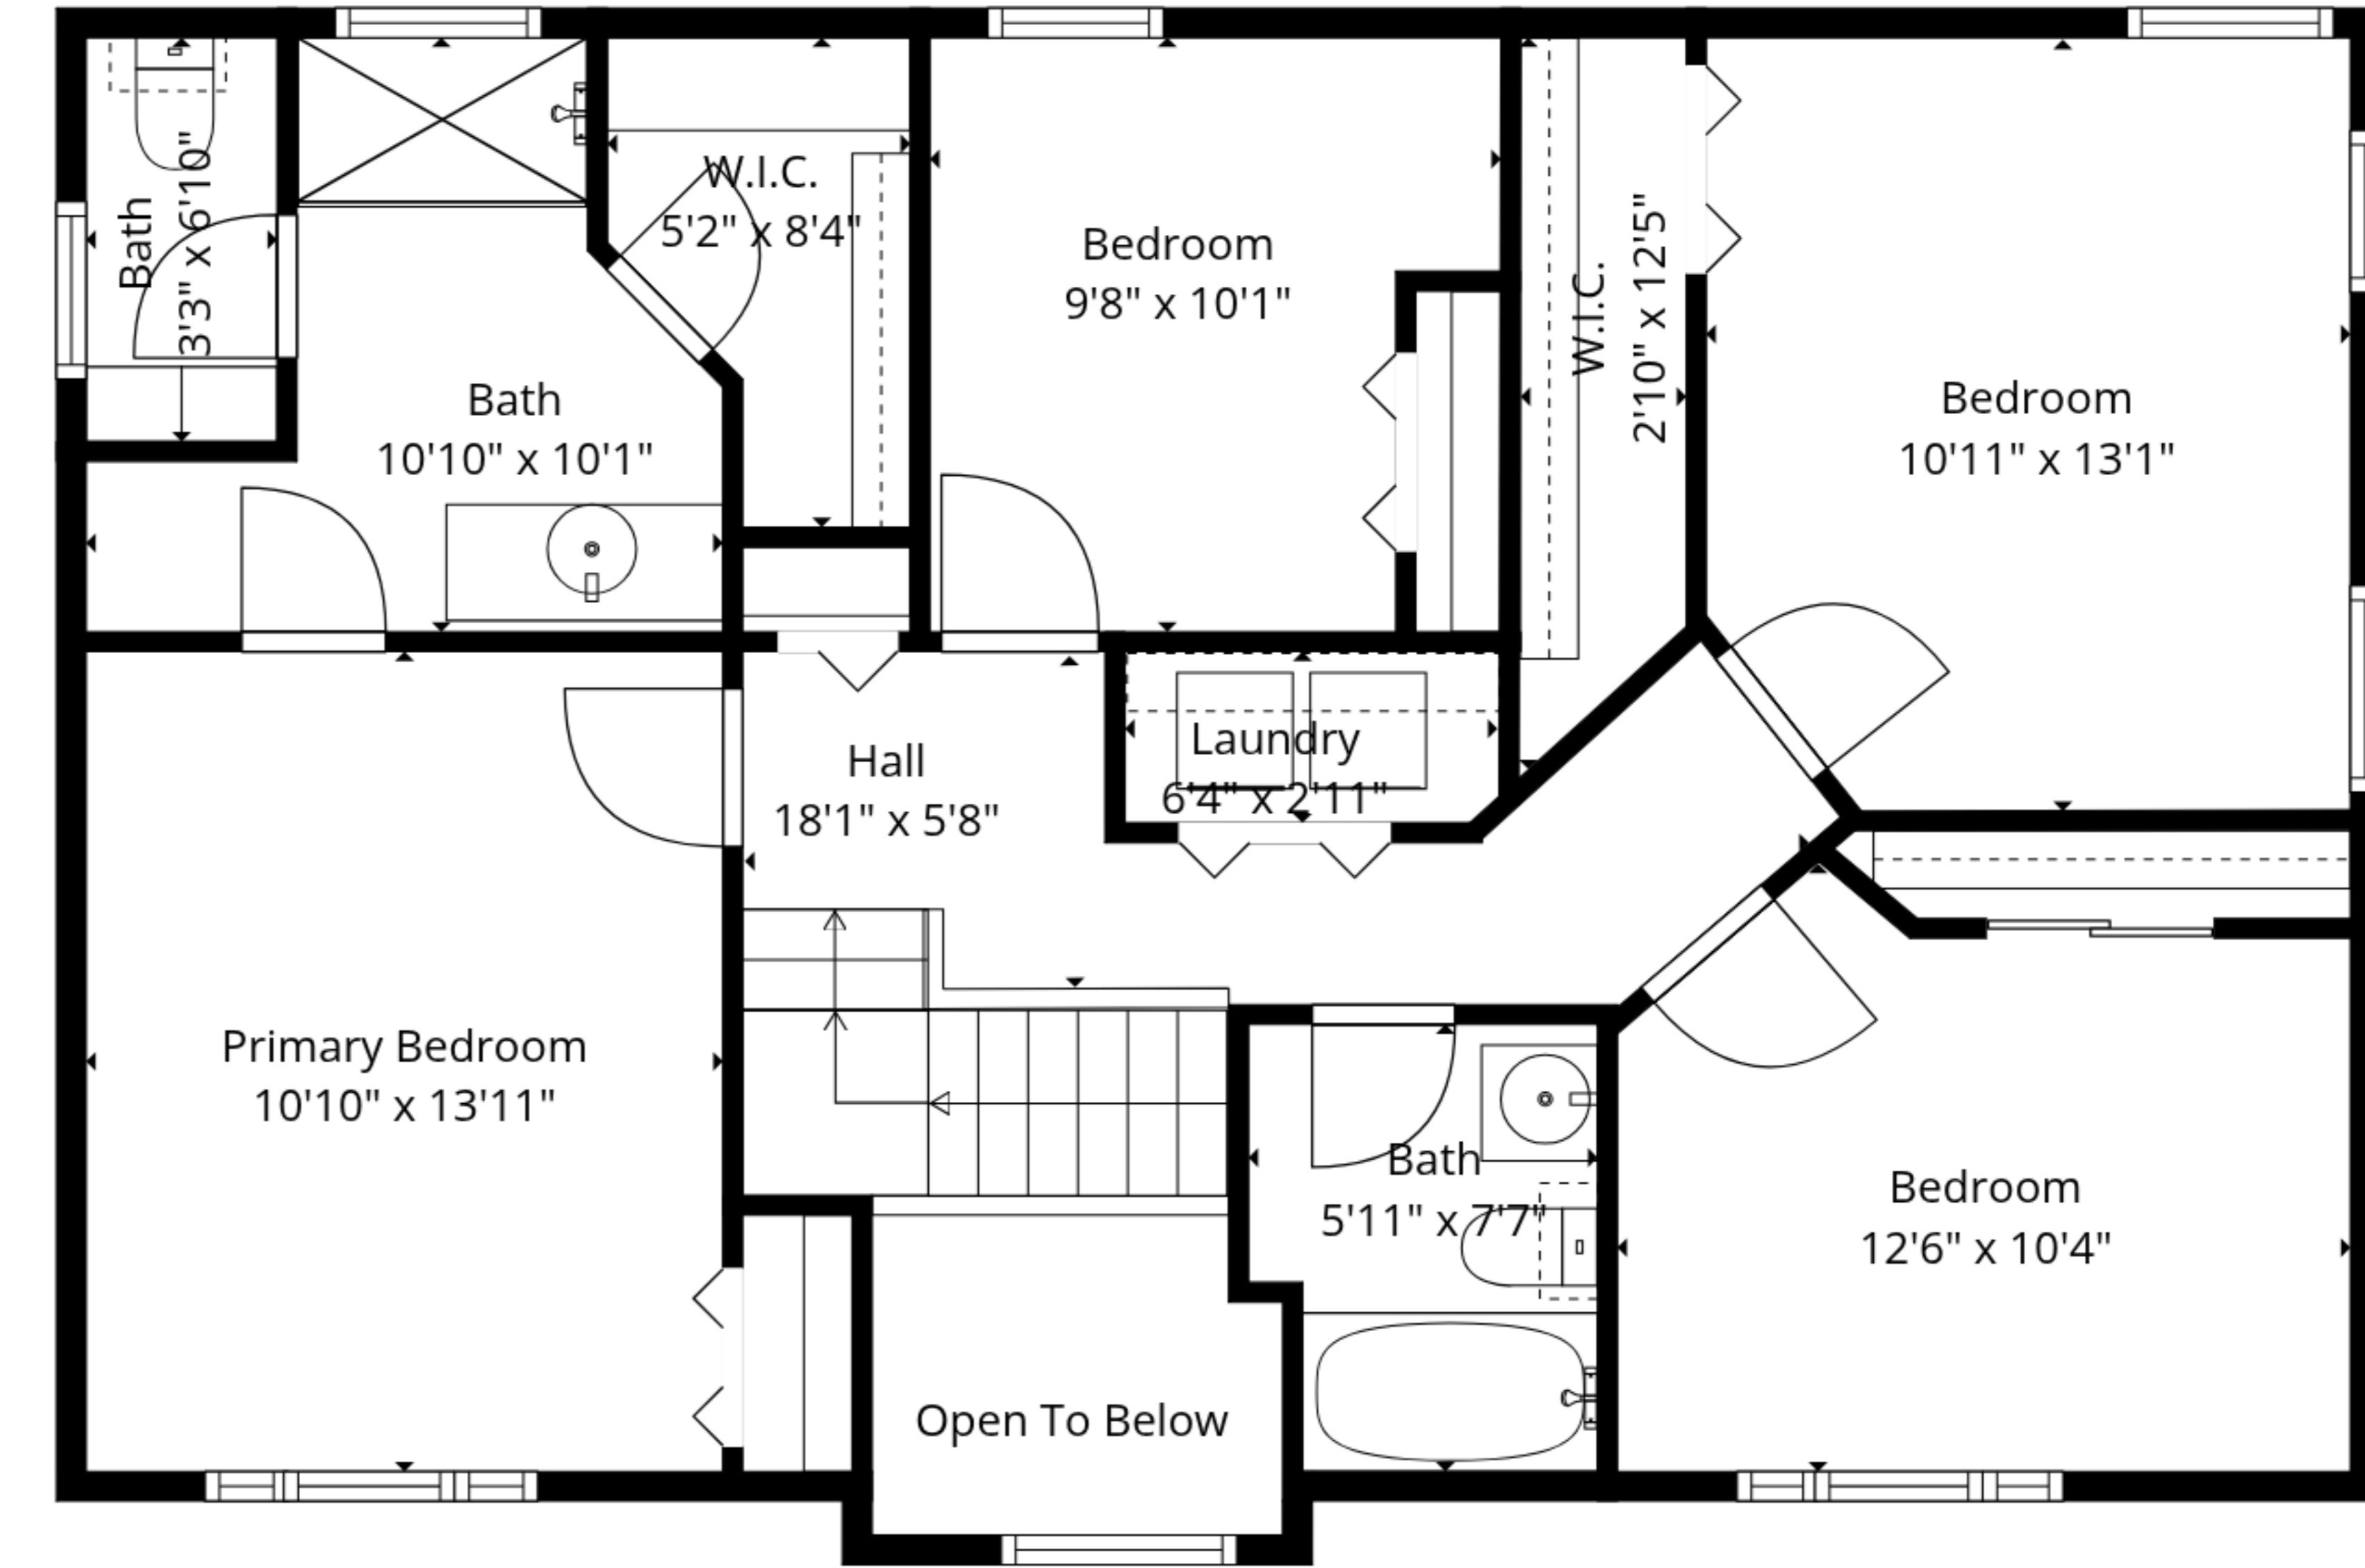 Bath
3'3" x 6'10"
W.I.C.
5'2" x 8'4"
Bath
10'10" x 10'1"
Bedroom
9'8" x 10'1"
W.I.C.
2'10" x 12'5"
Bedroom
10'11" x 13'1"
Hall
18'1" x 5'8"
Laundry
6'4" x 2'11"
Primary Bedroom
10'10" x 13'11"
Bath
5'11" x 7'7"
Bedroom
12'6" x 10'4"
Open To Below